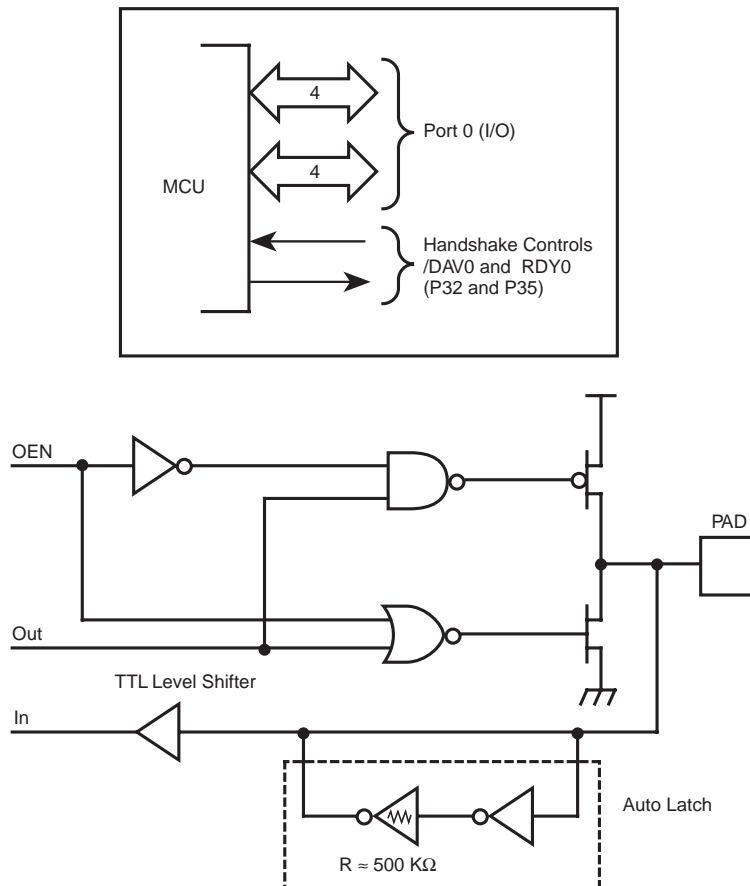 4
Port 0 (I/O)
4
MCU
Handshake Controls
/DAV0 and RDY0
(P32 and P35)
OEN
PAD
Out
TTL Level Shifter
In
Auto Latch
R ≈ 500 KΩ